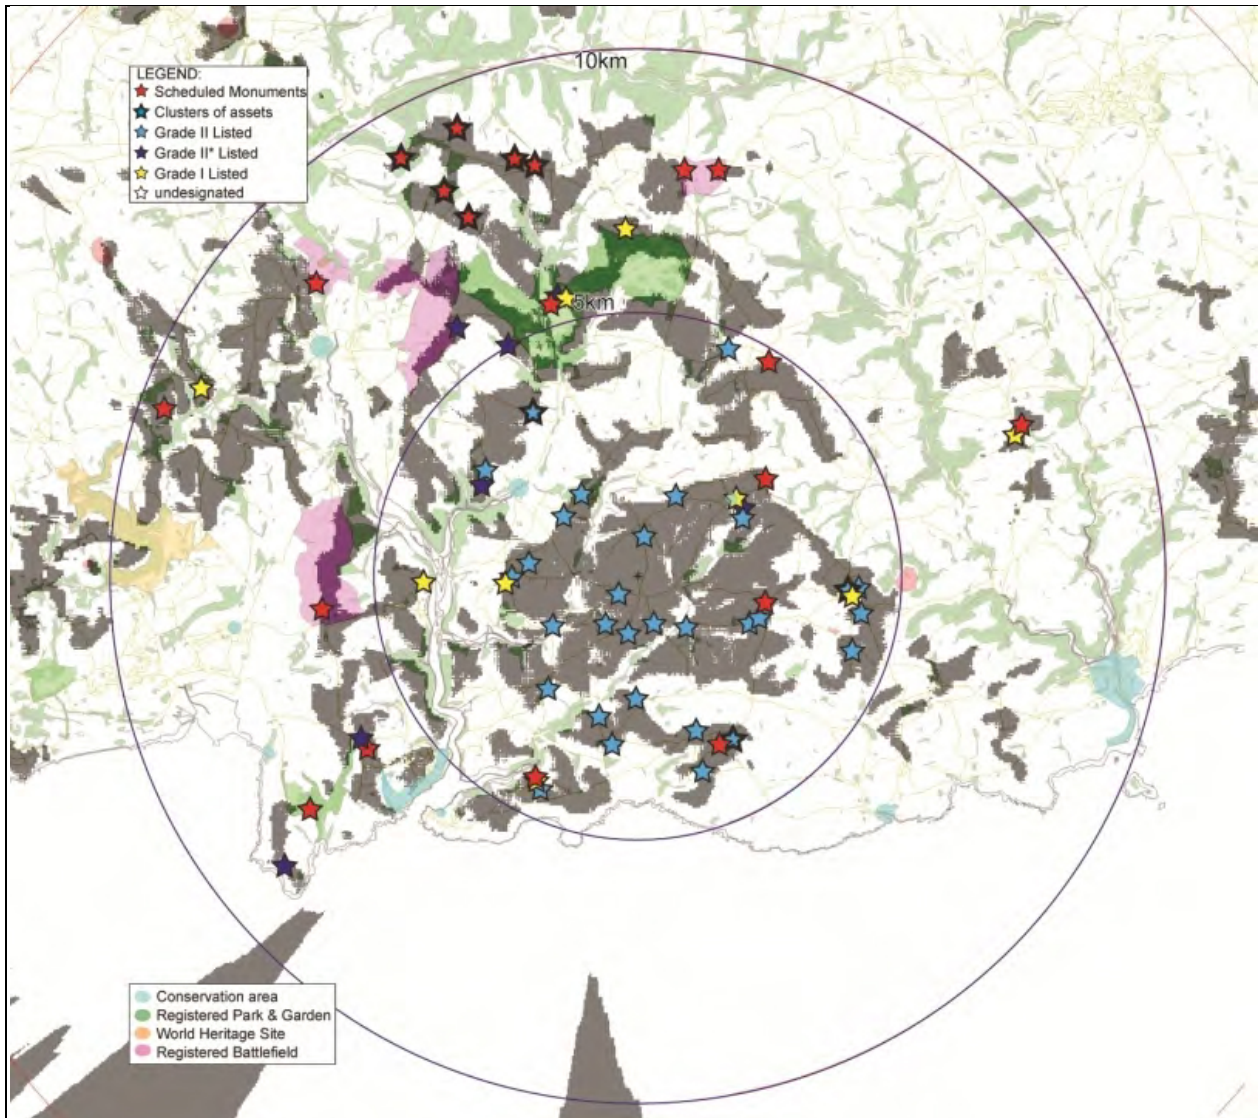 10km
LEGEND:
Scheduled Monuments
Clusters of assets
Grade II Listed
Grade II* Listed
Grade I Listed
undesignated
5km
Conservation area
Registered Park & Garden
World Heritage Site
Registered Battlefield